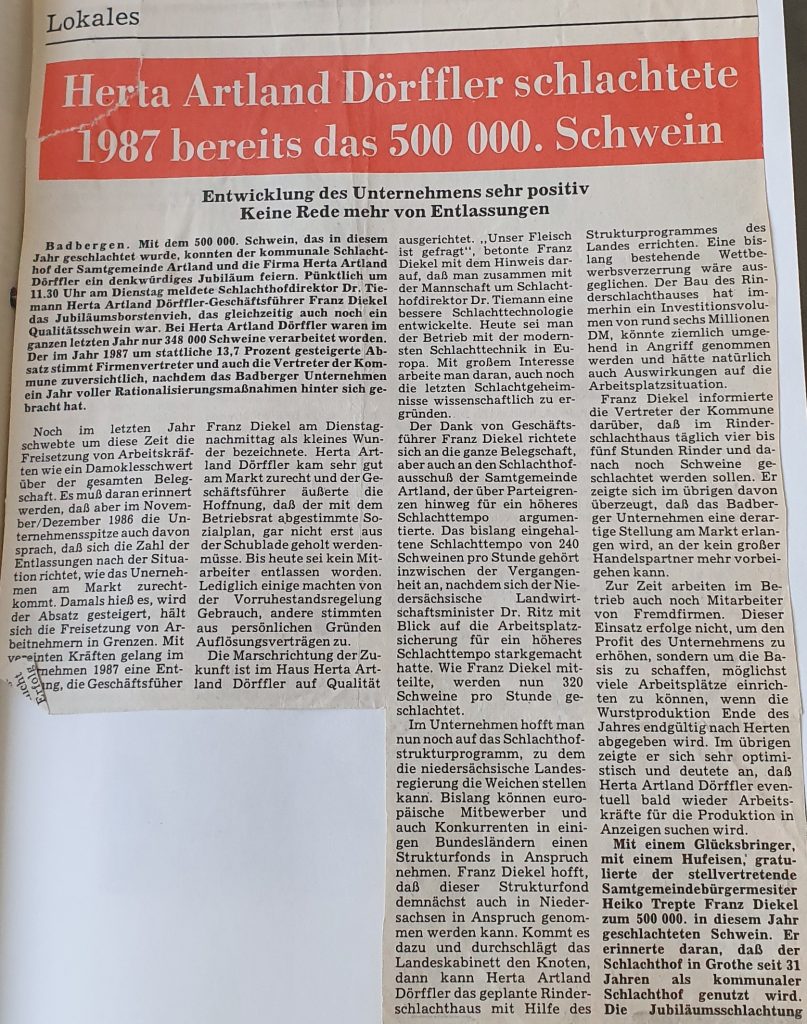 Lokales
Herta Artland Dörffler schlachtete
1987 bereits das 500 000. Schwein
Entwicklung des Unternehmens sehr positiv
Keine Rede mehr von Entlassungen
Badbergen. Mit dem 500 000. Schwein, das in diesem
Jahr geschlachtet wurde, konnten der kommunale Schlacht-
hof der Samtgemeinde Artland und die Firma Herta Artland
Dörffler ein denkwürdiges Jubiläum feiern. Pünktlich um
11.30 Uhr am Dienstag meldete Schlachthofdirektor Dr. Tie-
mann Herta Artland Dörffler-Geschäftsführer Franz Diekel
das Jubiläumsborstenvieh, das gleichzeitig auch noch ein
Qualitätsschwein war. Bei Herta Artland Dörffler waren im
ganzen letzten Jahr nur 348 000 Schweine verarbeitet worden.
Der im Jahr 1987 um stattliche 13,7 Prozent gesteigerte Ab-
satz stimmt Firmenvertreter und auch die Vertreter der Kom-
mune zuversichtlich, nachdem das Badberger Unternehmen
ein Jahr voller Rationalisierungsmaßnahmen hinter sich ge-
bracht hat.
Noch im letzten Jahr
schwebte um diese Zeit die
Freisetzung von Arbeitskräf-
ten wie ein Damoklesschwert
über der gesamten Beleg-
schaft. Es muß daran erinnert
werden, daß aber im Novem-
ber/Dezember 1986 die Un-
ternehmensspitze auch davon
sprach, daß sich die Zahl der
Entlassungen nach der Situa-
tion richtet, wie das Unerneh-
men am Markt zurecht
kommt. Damals hieß es, wird
der Absatz gesteigert, hält
sich die Freisetzung von Ar-
beitnehmern in Grenzen. Mit
vereinten Kräften gelang im
nehmen 1987 eine Ent-
ng, die Geschäftsfüher
Franz Diekel am Dienstag-
nachmittag als kleines Wun-
der bezeichnete. Herta Art-
land Dörffler kam sehr gut
am Markt zurecht und der Ge-
schäftsführer äußerte die
Hoffnung, daß der mit dem
Betriebsrat abgestimmte So-
zialplan, gar nicht erst aus
der Schublade geholt werden-
müsse. Bis heute sei kein Mit-
arbeiter entlassen worden.
Lediglich einige machten von
der Vorruhestandsregelung
Gebrauch, andere stimmten
aus persönlichen Gründen
Auflösungsverträgen zu.
Die Marschrichtung der Zu-
kunft ist im Haus Herta Art-
land Dörffler auf Qualität
ausgerichtet. „Unser Fleisch
ist gefragt“, betonte Franz
Diekel mit dem Hinweis dar-
auf, daß man zusammen mit
der Mannschaft um Schlacht-
hofdirektor Dr. Tiemann eine
bessere Schlachttechnologie
entwickelte. Heute sei man
der Betrieb mit der modern-
sten Schlachttechnik in Eu-
ropa. Mit großem Interesse
arbeite man daran, auch noch
die letzten Schlachtgeheim-
nisse wissenschaftlich zu er-
gründen.
Der Dank von Geschäfts-
führer Franz Diekel richtete
sich an die ganze Belegschaft,
aber auch an den Schlachthof-
ausschuß der Samtgemeinde
Artland, der über Parteigren-
zen hinweg für ein höheres
Schlachttempo argumen-
tierte. Das bislang eingehal-
tene Schlachttempo von 240
Schweinen pro Stunde gehört
inzwischen der Vergangen-
heit an, nachdem sich der Nie-
dersächsische Landwirt-
schaftsminister Dr. Ritz mit
Blick auf die Arbeitsplatz-
sicherung für ein höheres
Schlachttempo starkgemacht
hatte. Wie Franz Diekel mit-
teilte, werden nun 320
Schweine pro Stunde ge-
schlachtet.
Im Unternehmen hofft man
nun noch auf das Schlachthof-
strukturprogramm, zu dem
die niedersächsische Landes-
regierung die Weichen stellen
kann. Bislang können euro-
päische Mitbewerber und
auch Konkurrenten in eini-
gen Bundesländern einen
Strukturfonds in Anspruch
nehmen. Franz Diekel hofft,
daß dieser Strukturfond
demnächst auch in Nieder-
sachsen in Anspruch genom-
men werden kann. Kommt es
dazu und durchschlägt das
Landeskabinett den Knoten,
dann kann Herta Artland
Dörffler das geplante Rinder-
schlachthaus mit Hilfe des
Strukturprogrammes des
Landes errichten. Eine bis-
lang bestehende Wettbe-
werbsverzerrung wäre aus-
geglichen. Der Bau des Rin-
derschlachthauses hat im-
merhin ein Investitionsvolu-
men von rund sechs Milllionen
DM, könnte ziemlich umge-
hend in Angriff genommen
werden und hätte natürlich
auch Auswirkungen auf die
Arbeitsplatzsituation.
Franz Diekel informierte
die Vertreter der Kommune
darüber, daß im Rinder-
schlachthaus täglich vier bis
fünf Stunden Rinder und da-
nach noch Schweine ge-
schlachtet werden sollen. Er
zeigte sich im übrigen davon
überzeugt, daß das Badber-
ger Unternehmen eine derar-
tige Stellung am Markt erlan-
gen wird, an der kein großer
Handelspartner mehr vorbei-
gehen kann.
Zur Zeit arbeiten im Be-
trieb auch noch Mitarbeiter
von Fremdfirmen. Dieser
Einsatz erfolge nicht, um den
Profit des Unternehmens zu
erhöhen, sondern um die Ba-
sis zu schaffen, möglichst
viele Arbeitsplätze einrich-
ten zu können, wenn die
Wurstproduktion Ende des
Jahres endgültig nach Herten
abgegeben wird. Im übrigen
zeigte er sich sehr optimi-
stisch und deutete an, daß
Herta Artland Dörffler even-
tuell bald wieder Arbeits-
kräfte für die Produktion in
Anzeigen suchen wird.
Mit einem Glücksbringer,
mit einem Hufeisen, gratu-
lierte der stellvertretende
Samtgemeindebürgermesiter
Heiko Trepte Franz Diekel
zum 500 000. in diesem Jahr
geschlachteten Schwein. Er
erinnerte daran, daß der
Schlachthof in Grothe seit 31
Jahren als kommunaler
Schlachthof genutzt wird.
Die Jubiläumsschlachtung